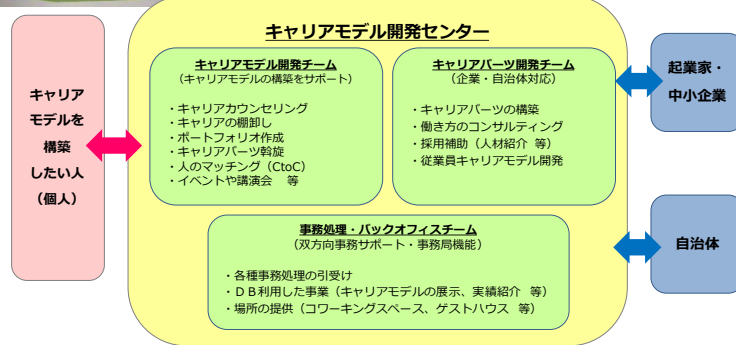 キャリアモデル開発センター
キャリア
モデルを
構築
したい人
（個人）
キャリアモデル開発チーム
（キャリアモデルの構築をサポート）
・キャリアカウンセリング
・キャリアの棚卸し
・ポートフォリオ作成
・キャリアパーツ斡旋
・人のマッチング（CtoC）
・イベントや講演会　等
キャリアパーツ開発チーム
（企業・自治体対応）
・キャリアパーツの構築
・働き方のコンサルティング
・採用補助（人材紹介 等）
・従業員キャリアモデル開発
事務処理・バックオフィスチーム
（双方向事務サポート・事務局機能）
・各種事務処理の引受け
・ＤＢ利用した事業（キャリアモデルの展示、実績紹介 等）
・場所の提供（コワーキングスペース、ゲストハウス 等）
起業家・
中小企業
自治体